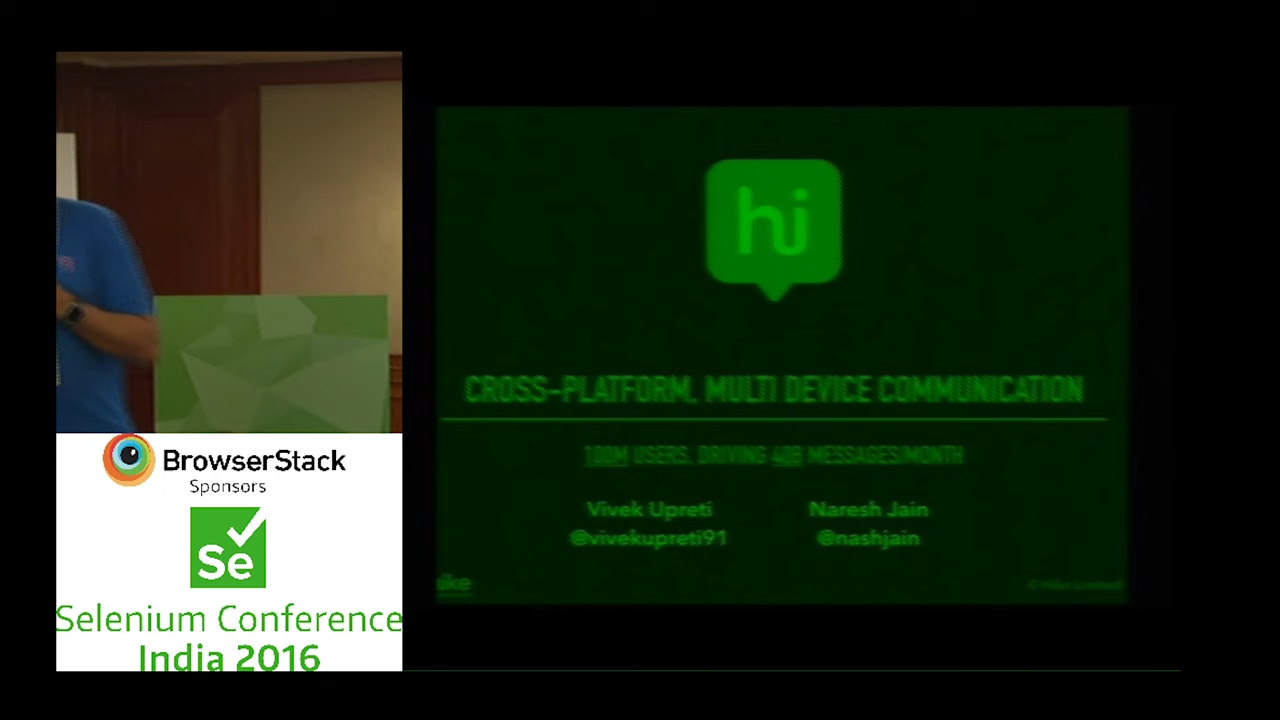 hi
CROSS-PLATFORM, MULTI DEVICE COMMUNICATION
100M USERS, DRIVING 40B MESSAGES/MONTH
Vivek Upreti
Naresh Jain
@vivekupreti91
@nashjain
© Hike Limited
BrowserStack
Sponsors
Se
Selenium Conference
India 2016